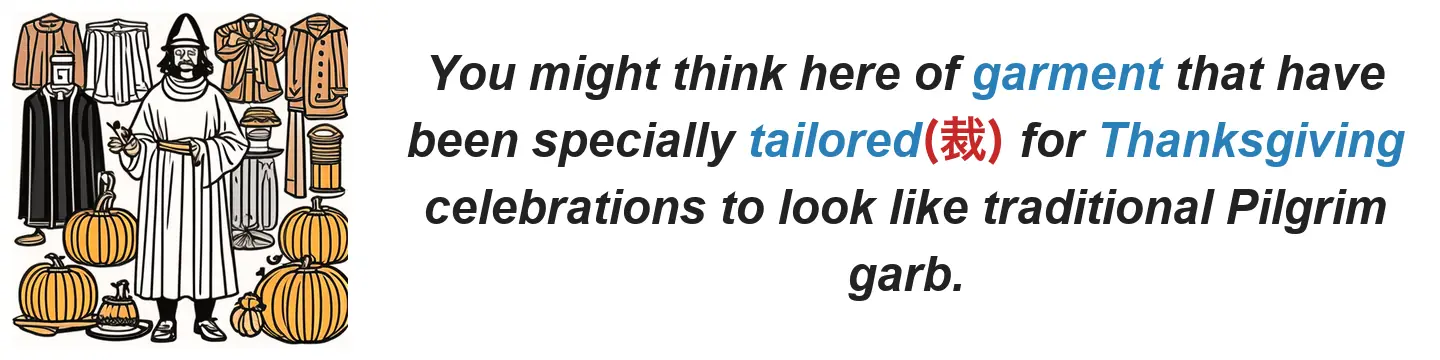 You might think here of garment that have
been specially tailored(裁) for Thanksgiving
celebrations to look like traditional Pilgrim
garb.